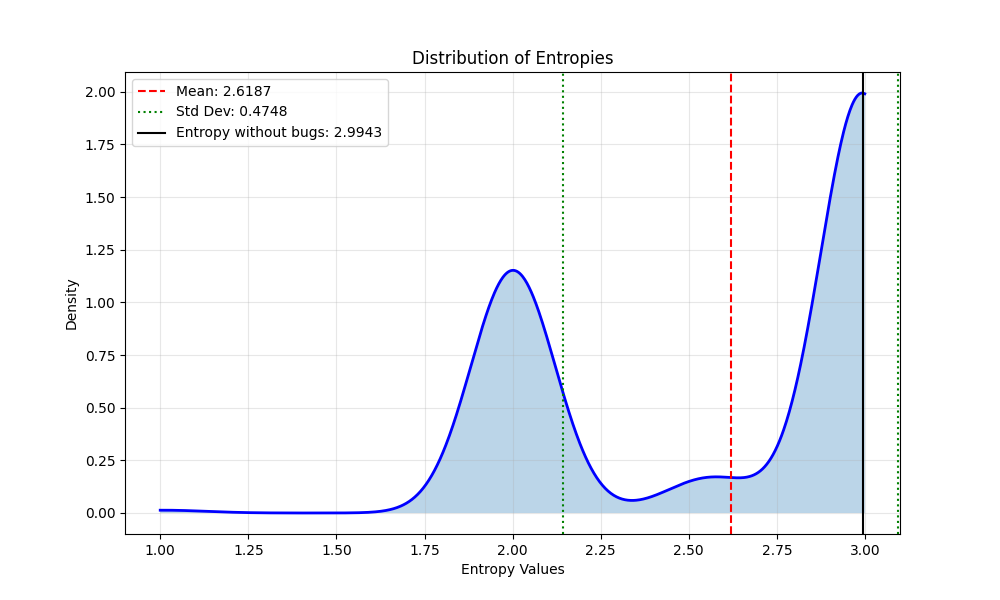 Distribution of Entropies
Mean: 2.6187
Std Dev: 0.4748
Entropy without bugs: 2.9943
2.00
1.75
1.50
1.25
1.00
0.75
0.50
0.25
0.00
Density
1.00 1.25 1.50 1.75 2.00 2.25 2.50 2.75 3.00
Entropy Values